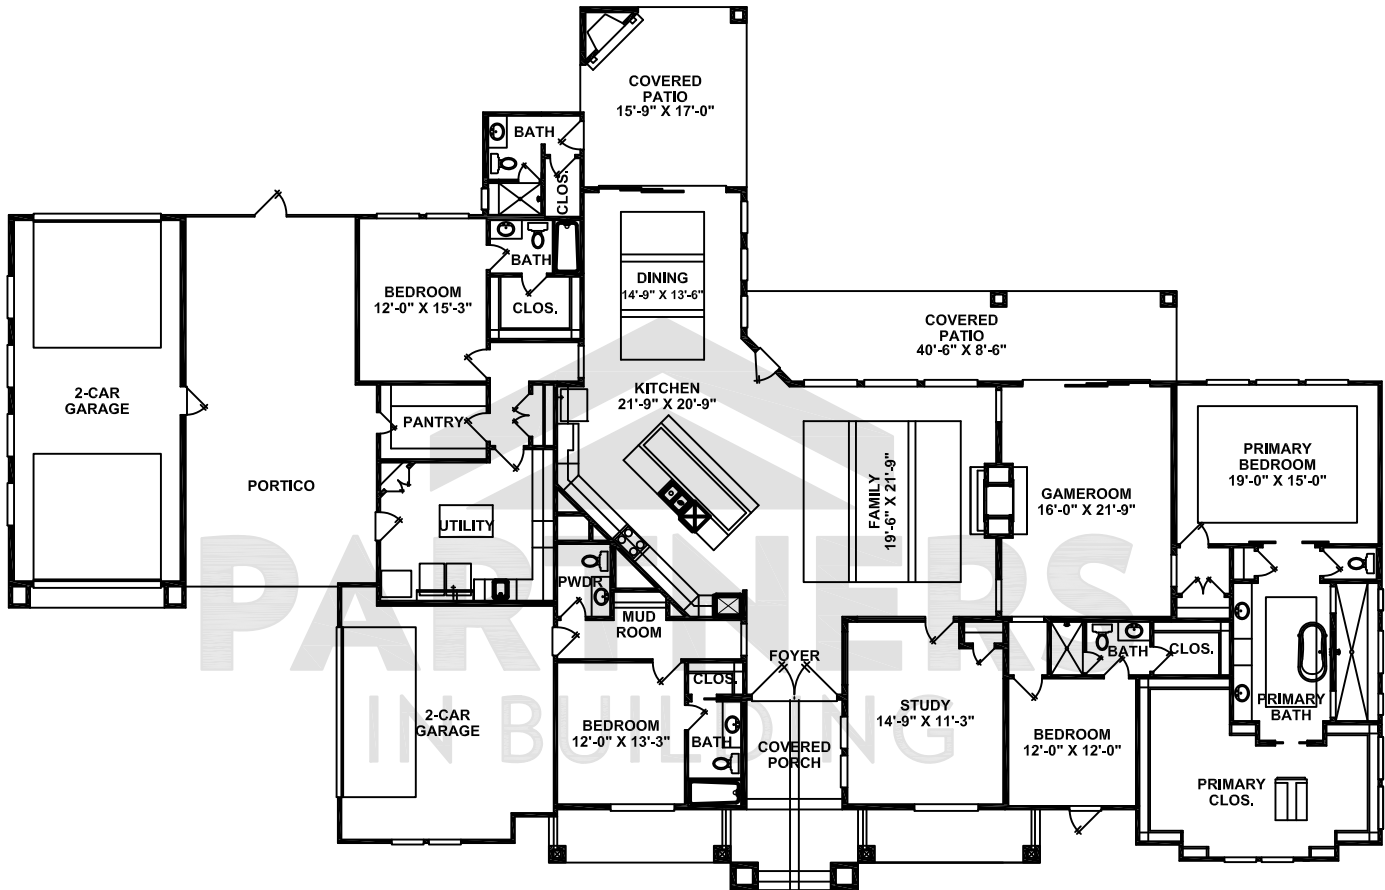 COVERED
PATIO
15'-9" X 17'-0"
BATH
CLOS.
BATH
CLOS.
BEDROOM
12'-0" X 15'-3"
DINING
14'-9" X 13'-6"
COVERED
PATIO
40'-6" X 8'-6"
2-CAR
GARAGE
KITCHEN
21'-9" X 20'-9"
PANTRY
PORTICO
UTILITY
FAMILY
19'-6" X 21'-9"
GAMEROOM
16'-0" X 21'-9"
PRIMARY
BEDROOM
19'-0" X 15'-0"
PWDR
MUD
ROOM
FOYER
BATH
CLOS.
CLOS.
2-CAR
GARAGE
BEDROOM
12'-0" X 13'-3"
BATH
COVERED
PORCH
STUDY
14'-9" X 11'-3"
BEDROOM
12'-0" X 12'-0"
PRIMARY
BATH
PRIMARY
CLOS.
PARTNERS
IN BUILDING